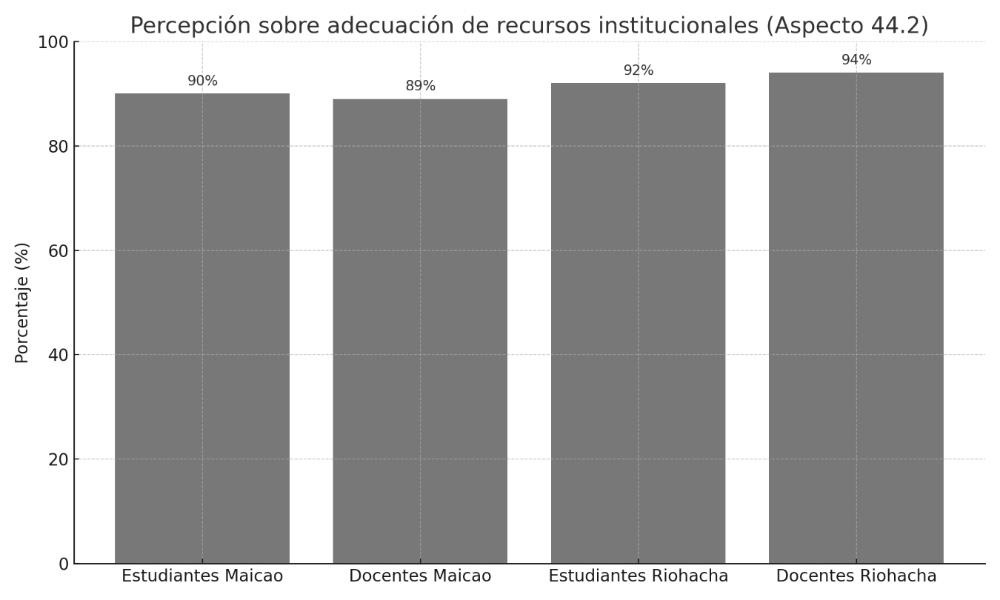 Percepción sobre adecuación de recursos institucionales (Aspecto 44.2)
100
80
60
40
20
0
Porcentaje (%)
90%
89%
92%
94%
Estudiantes Maicao
Docentes Maicao
Estudiantes Riohacha
Docentes Riohacha